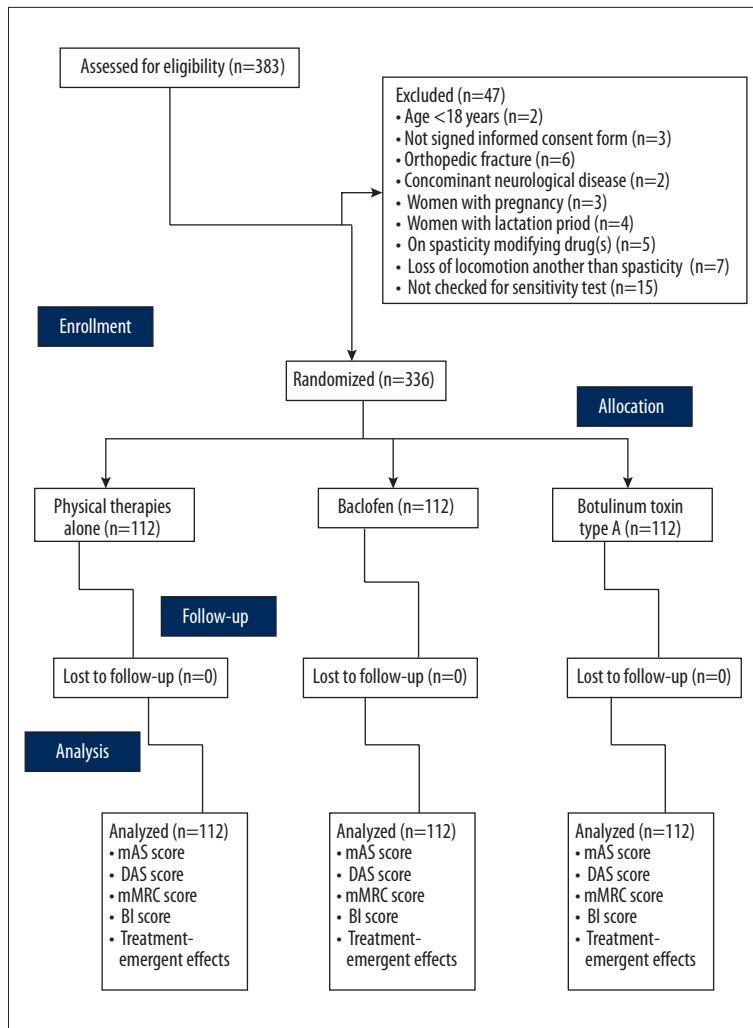 Assessed for eligibility (n=383)
Excluded (n=47)
• Age <18 years (n=2)
• Not signed informed consent form (n=3)
• Orthopedic fracture (n=6)
• Concominant neurological disease (n=2)
• Women with pregnancy (n=3)
• Women with lactation priod (n=4)
• On spasticity modifying drug(s) (n=5)
• Loss of locomotion another than spasticity (n=7)
• Not checked for sensitivity test (n=15)
Enrollment
Randomized (n=336)
Allocation
Physical therapies
alone (n=112)
Baclofen (n=112)
Botulinum toxin
type A (n=112)
Follow-up
Lost to follow-up (n=0)
Lost to follow-up (n=0)
Lost to follow-up (n=0)
Analysis
Analyzed (n=112)
• mAS score
• DAS score
• mMRC score
• BI score
• Treatment-
emergent effects
Analyzed (n=112)
• mAS score
• DAS score
• mMRC score
• BI score
• Treatment-
emergent effects
Analyzed (n=112)
• mAS score
• DAS score
• mMRC score
• BI score
• Treatment-
emergent effects